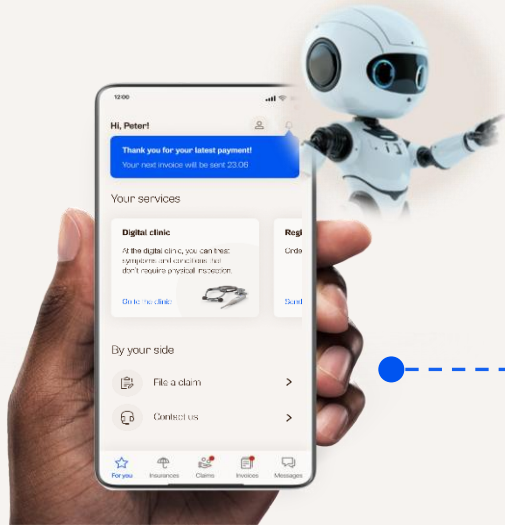 12:00
Hi, Peter!
Thank you for your latest payment!
Your next invoice will be sent 23.06
Your services
Digital clinic
At the digital clinic, you can treat
symptoms and conditions that
don't require physical inspection.
Go to the clinic
Orde
Send
By your side
File a claim
Contact us
For you
Insurances
Claims
Invoices
Messages